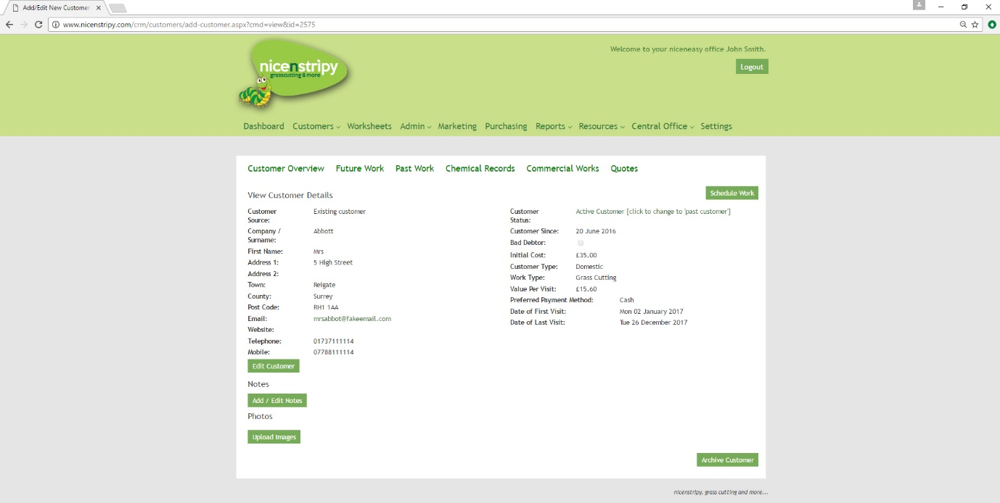 Add/Edit New Customer
www.nicenstripy.com/crm/customers/add-customer.aspx?cmd=view&id=2575
Welcome to your niceneasy office John Smith.
Logout
nicenstripy
grasscutting & more
Dashboard Customers Worksheets Admin Marketing Purchasing Reports Resources Central Office Settings
Customer Overview Future Work Past Work Chemical Records Commercial Works Quotes
Schedule Work
View Customer Details
Customer Source: Existing customer
Company / Surname: Abbott
First Name: Mrs
Address 1: 5 High Street
Address 2:
Town: Reigate
County: Surrey
Post Code: RH1 1AA
Email: mrsabbot@fakeemail.com
Website:
Telephone: 01737111114
Mobile: 07788111114
Edit Customer
Customer Status: Active Customer [click to change to 'past customer']
Customer Since: 20 June 2016
Bad Debtor:
Initial Cost: £35.00
Customer Type: Domestic
Work Type: Grass Cutting
Value Per Visit: £15.60
Preferred Payment Method: Cash
Date of First Visit: Mon 02 January 2017
Date of Last Visit: Tue 26 December 2017
Notes
Add / Edit Notes
Photos
Upload Images
Archive Customer
nicenstripy, grass cutting and more...